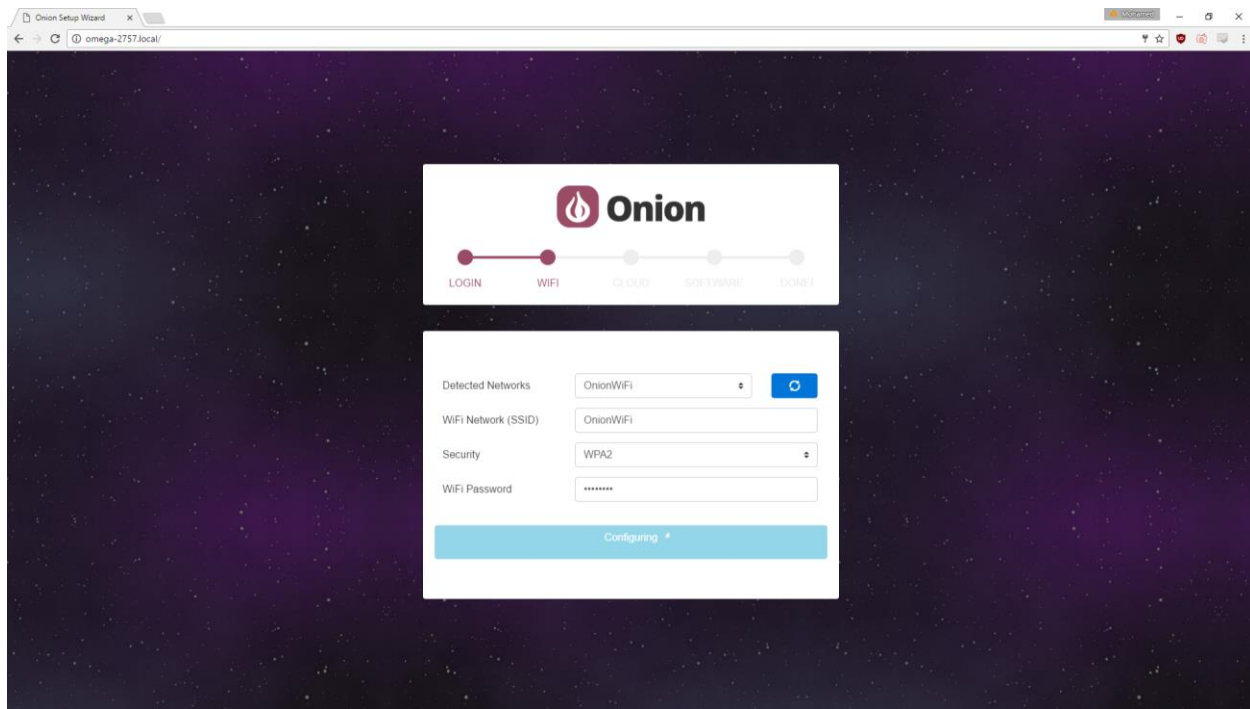 Onion Setup Wizard
Mohamed
omega-2757.local/
Onion
LOGIN WIFI CLOUD SOFTWARE DONE!
Detected Networks OnionWiFi
WiFi Network (SSID) OnionWiFi
Security WPA2
WiFi Password ••••••••
Configuring